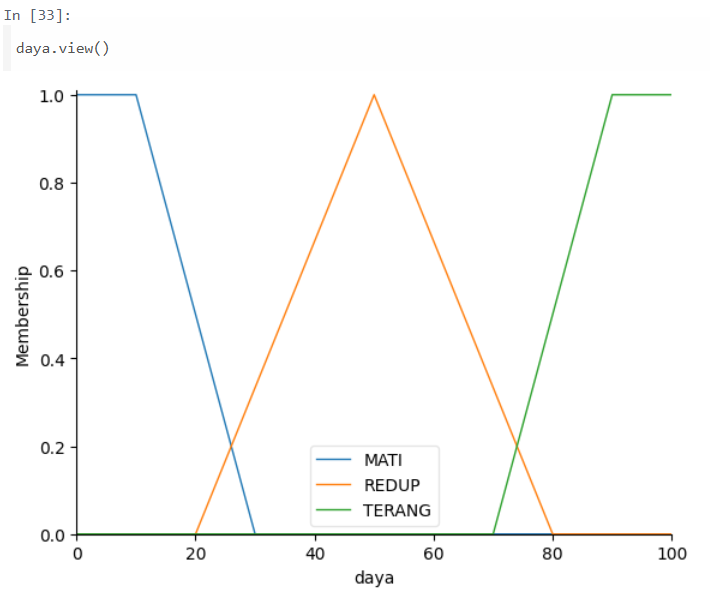 In [33]:
daya.view()
1.0
0.8
0.6
0.4
0.2
0.0
Membership
MATI
REDUP
TERANG
0 20 40 60 80 100
daya